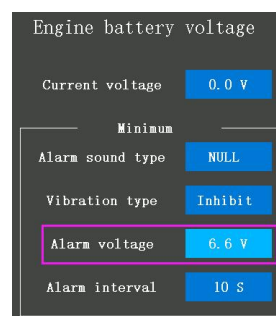 Engine battery voltage
Current voltage 0.0 V
Minimum
Alarm sound type NULL
Vibration type Inhibit
Alarm voltage 6.6 V
Alarm interval 10 S